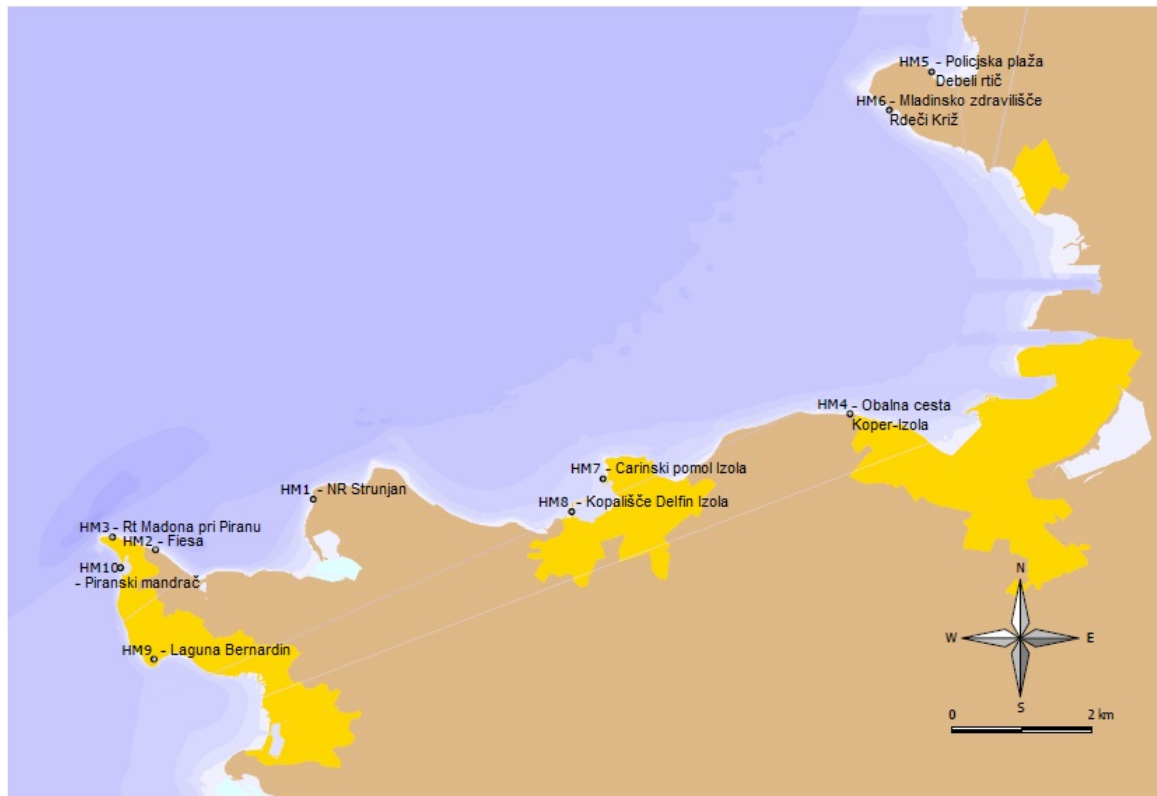 HM5 - Policjska plaža
Debeli rtič
HM6 - Mladinsko zdravilišče
Rdeči Križ
HM4 - Obalna cesta
Koper-Izola
HM7 - Carinski pomol Izola
HM1 - NR Strunjan
HM8 - Kopališče Delfin Izola
HM3 - Rt Madona pri Piranu
HM2 - Fiesa
HM10
- Piranski mandrač
HM9 - Laguna Bernardin
N
W E
S
0 2 km